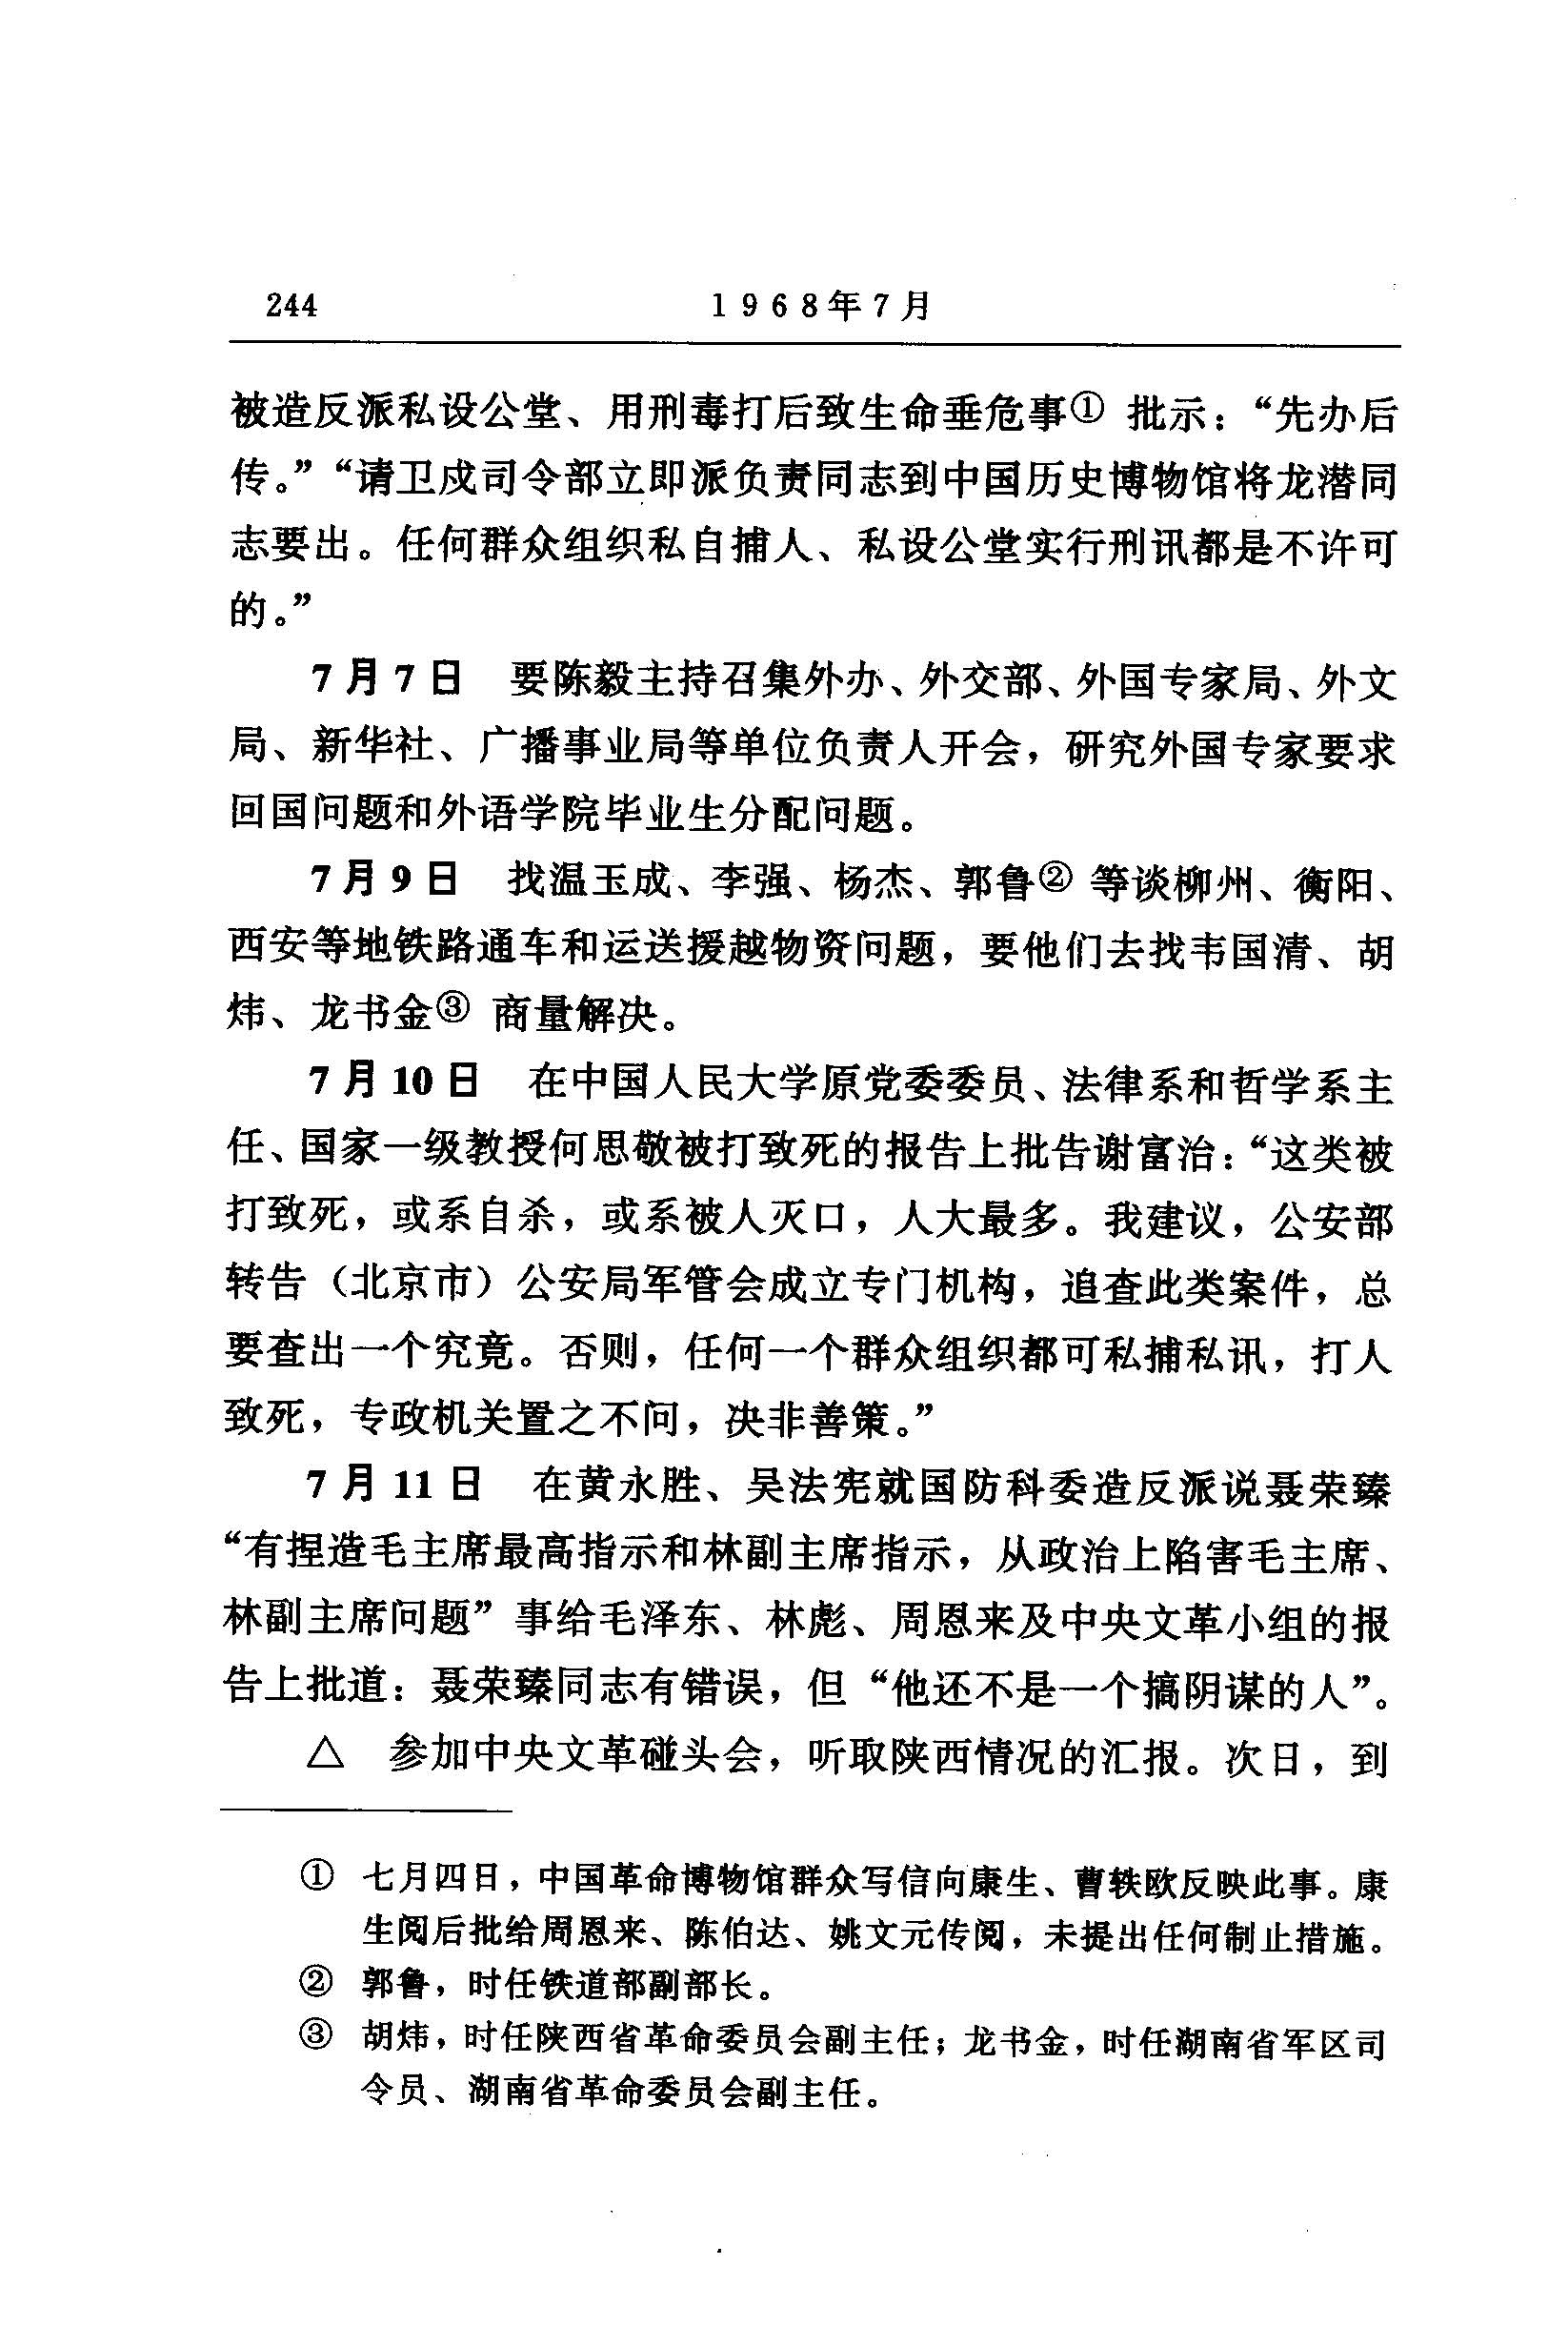 244 1968年7月
被造反派私设公堂、用刑毒打后致生命垂危事① 批示：“先办后
传。”“请卫戍司令部立即派负责同志到中国历史博物馆将龙潜同
志要出。任何群众组织私自捕人、私设公堂实行刑讯都是不许可
的。”
7月7日 要陈毅主持召集外办、外交部、外国专家局、外文
局、新华社、广播事业局等单位负责人开会，研究外国专家要求
回国问题和外语学院毕业生分配问题。
7月9日 找温玉成、李强、杨杰、郭鲁② 等谈柳州、衡阳、
西安等地铁路通车和运送援越物资问题，要他们去找韦国清、胡
炜、龙书金③ 商量解决。
7月10日 在中国人民大学原党委委员、法律系和哲学系主
任、国家一级教授何思敬被打致死的报告上批告谢富治：“这类被
打致死，或系自杀，或系被人灭口，人大最多。我建议，公安部
转告（北京市）公安局军管会成立专门机构，追查此类案件，总
要查出一个究竟。否则，任何一个群众组织都可私捕私讯，打人
致死，专政机关置之不问，决非善策。”
7月11日 在黄永胜、吴法宪就国防科委造反派说聂荣臻
“有捏造毛主席最高指示和林副主席指示，从政治上陷害毛主席、
林副主席问题”事给毛泽东、林彪、周恩来及中央文革小组的报
告上批道：聂荣臻同志有错误，但“他还不是一个搞阴谋的人”。
△ 参加中央文革碰头会，听取陕西情况的汇报。次日，到
① 七月四日，中国革命博物馆群众写信向康生、曹轶欧反映此事。康
生阅后批给周恩来、陈伯达、姚文元传阅，未提出任何制止措施。
② 郭鲁，时任铁道部副部长。
③ 胡炜，时任陕西省革命委员会副主任；龙书金，时任湖南省军区司
令员、湖南省革命委员会副主任。